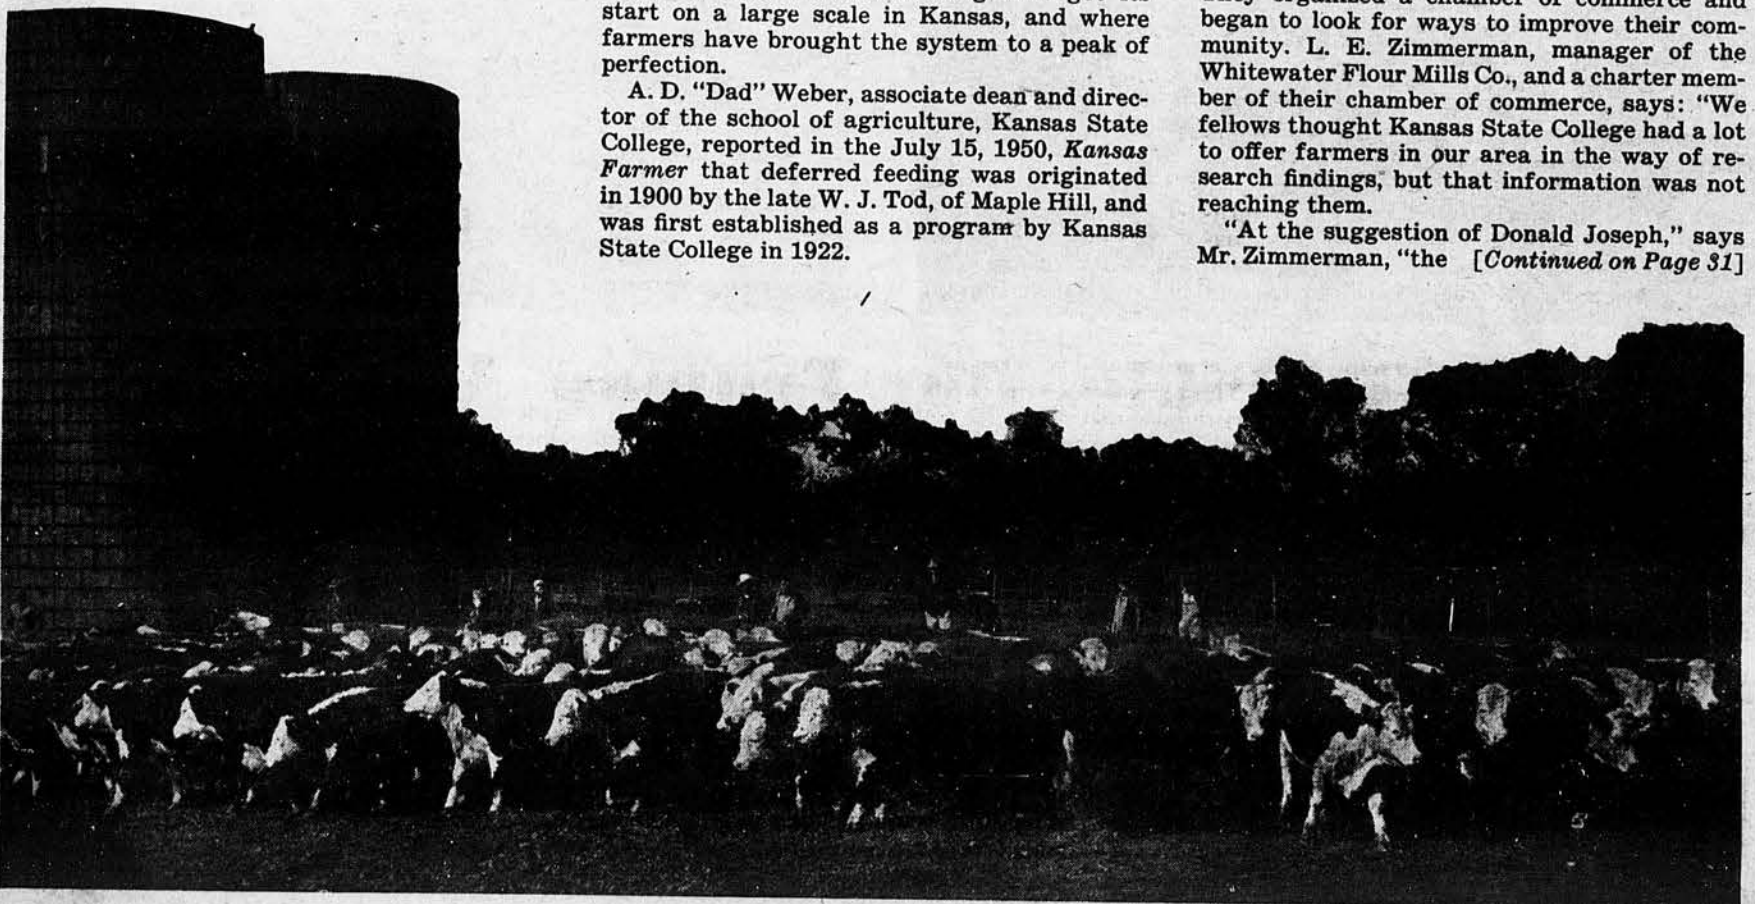 start on a large scale in Kansas, and where
farmers have brought the system to a peak of
perfection.
A. D. "Dad" Weber, associate dean and direc-
tor of the school of agriculture, Kansas State
College, reported in the July 15, 1950, Kansas
Farmer that deferred feeding was originated
in 1900 by the late W. J. Tod, of Maple Hill, and
was first established as a program by Kansas
State College in 1922.
chamber of commerce and
began to look for ways to improve their com-
munity. L. E. Zimmerman, manager of the
Whitewater Flour Mills Co., and a charter mem-
ber of their chamber of commerce, says: "We
fellows thought Kansas State College had a lot
to offer farmers in our area in the way of re-
search findings, but that information was not
reaching them.
"At the suggestion of Donald Joseph," says
Mr. Zimmerman, "the [Continued on Page 31]